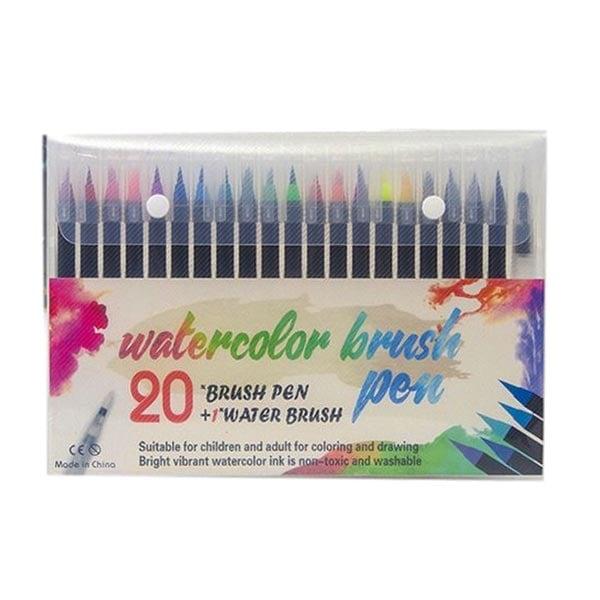 watercolor brush
pen
20 *BRUSH PEN
+1*WATER BRUSH
Suitable for children and adult for coloring and drawing
Bright vibrant watercolor ink is non-toxic and washable
CE
Made in China